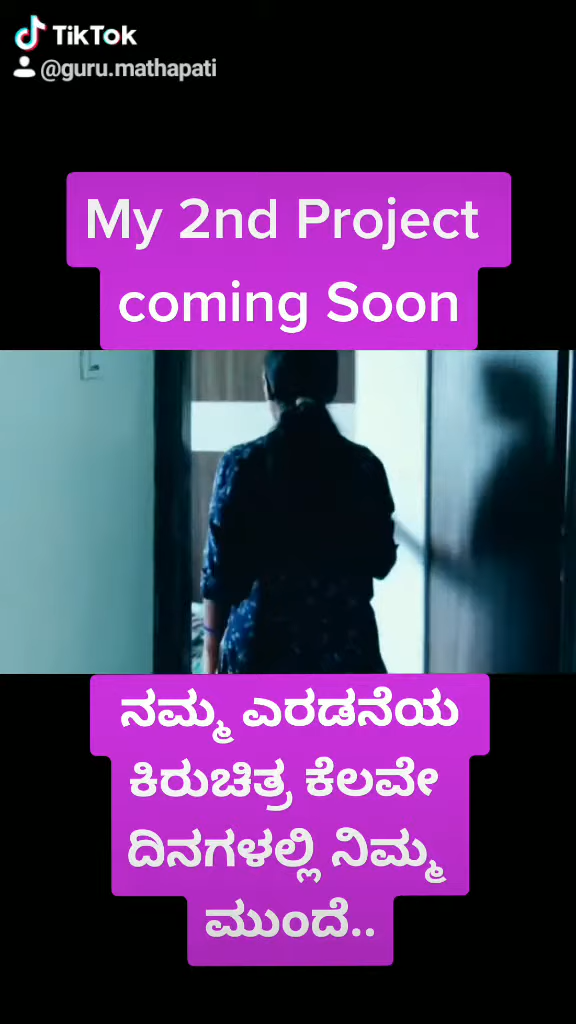 TikTok
@guru.mathapati
My 2nd Project
coming Soon
ನಮ್ಮ ಎರಡನೆಯ
ಕಿರುಚಿತ್ರ ಕೆಲವೇ
ದಿನಗಳಲ್ಲಿ ನಿಮ್ಮ
ಮುಂದೆ..